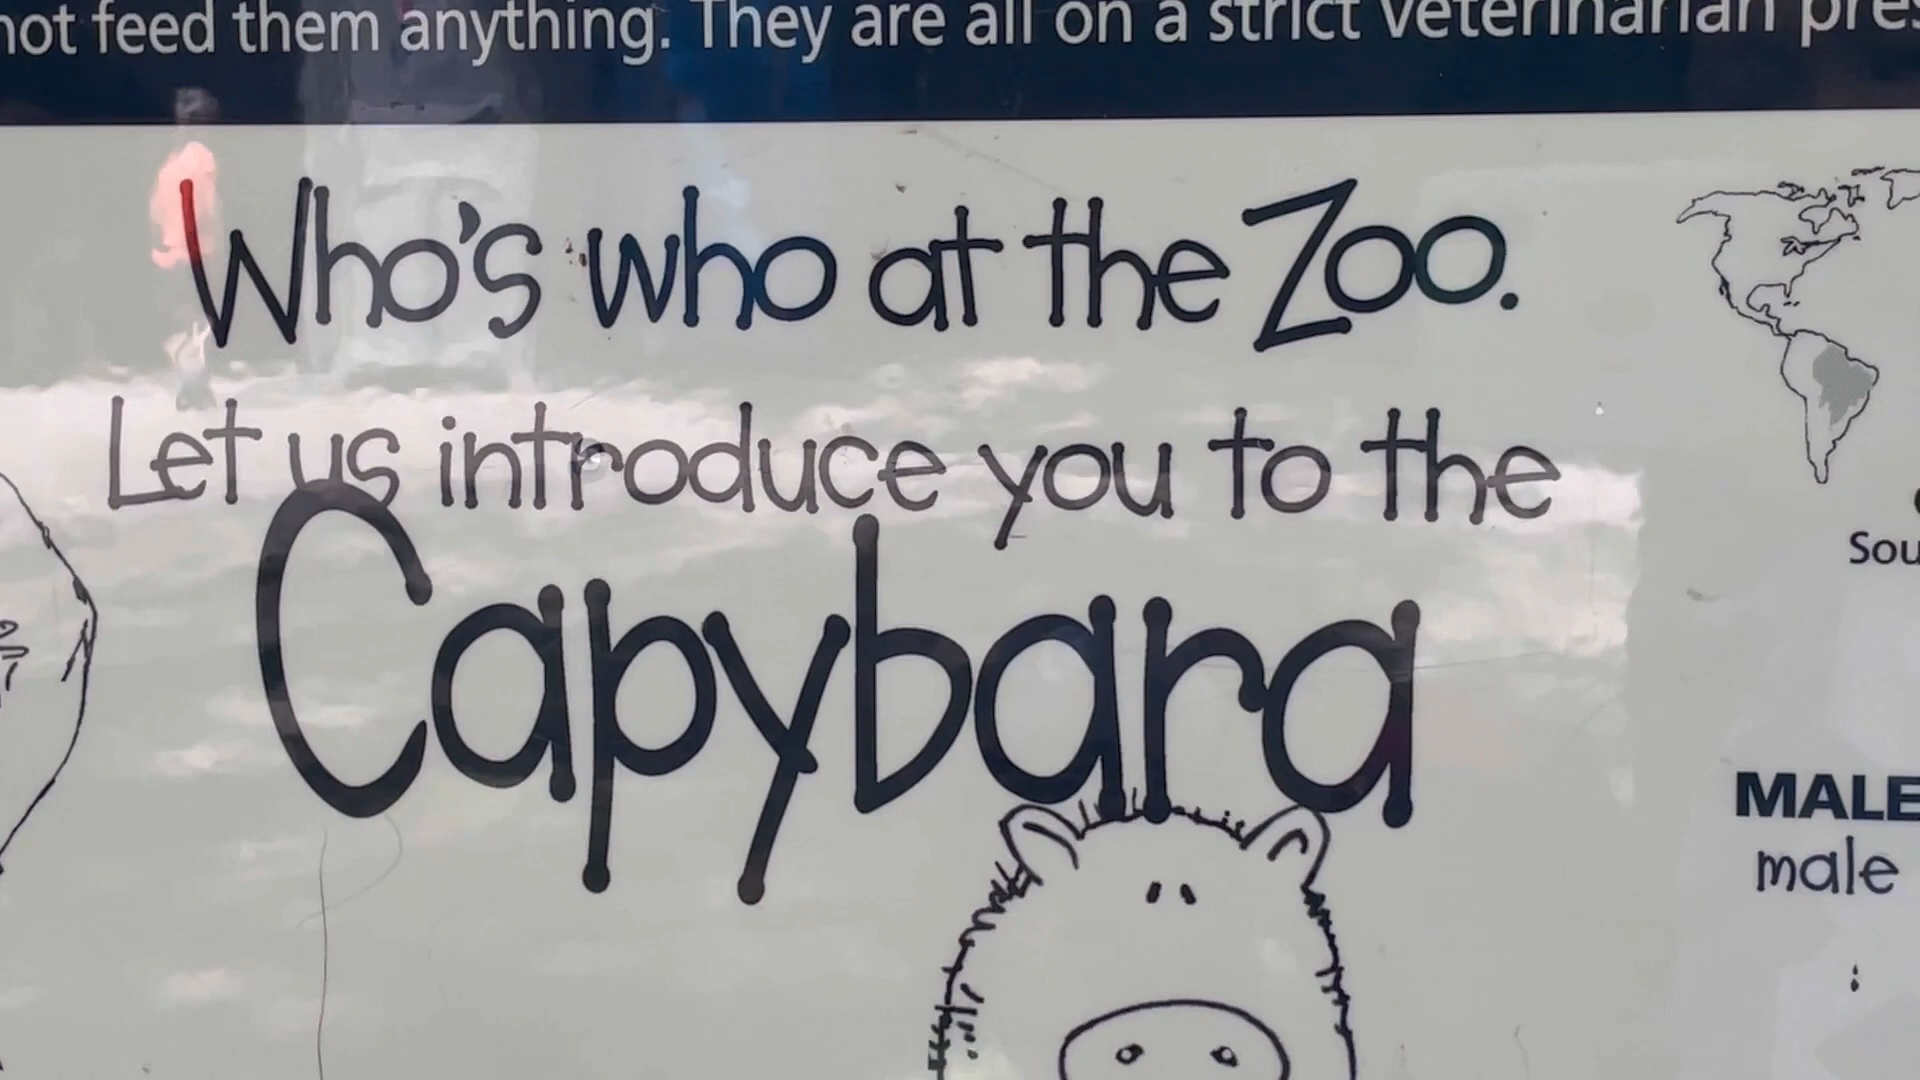 not feed them anything. They are all on a strict veterinarian
Who's who at the Zoo.
Let us introduce you to the
Capybara
MALE
male